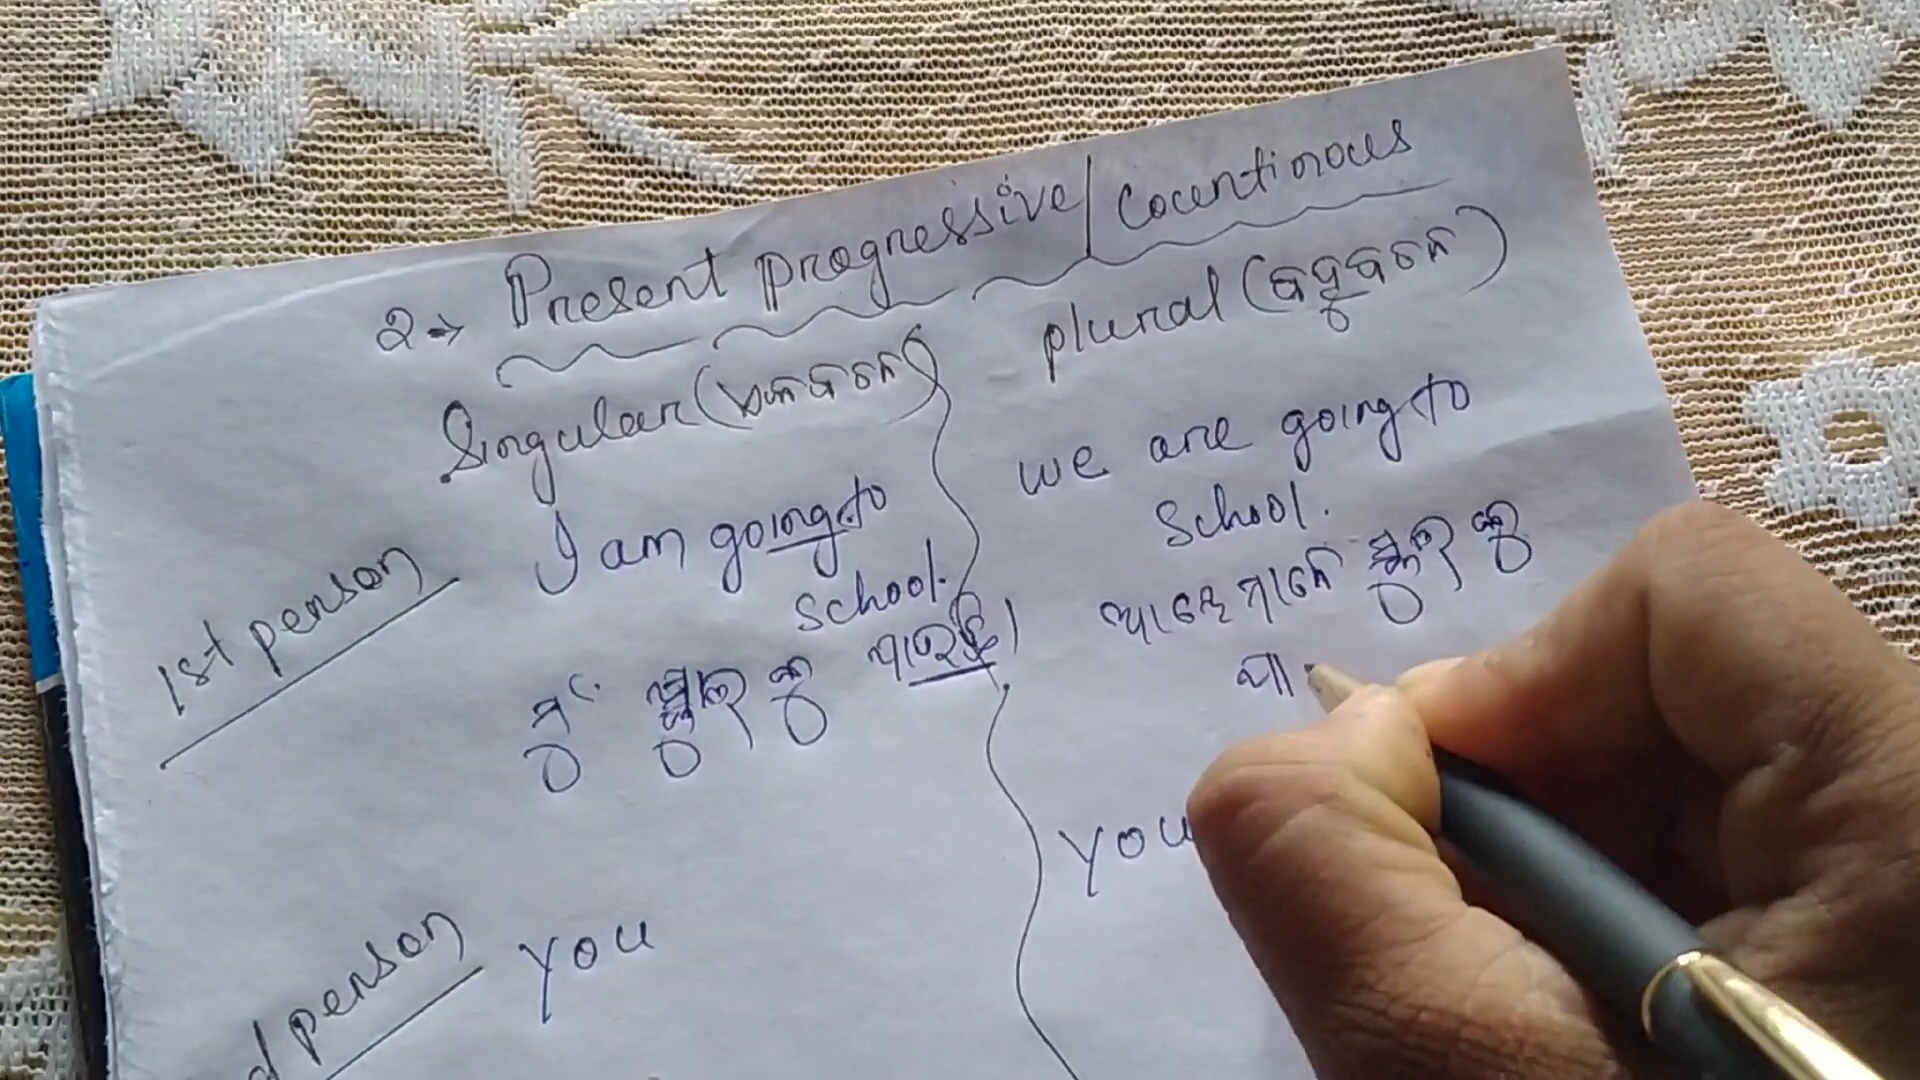 2→ Present Progressive/Countinous
Singular (ଏକବଚନ)
plural (ବହୁବଚନ)
1st person
I am going to
School.
ମୁଁ ସ୍କୁଲ କୁ ଯାଉଛି।
we are going to
School.
ଆମେ ମାନେ ସ୍କୁଲ କୁ
ଯା
d person
you
you